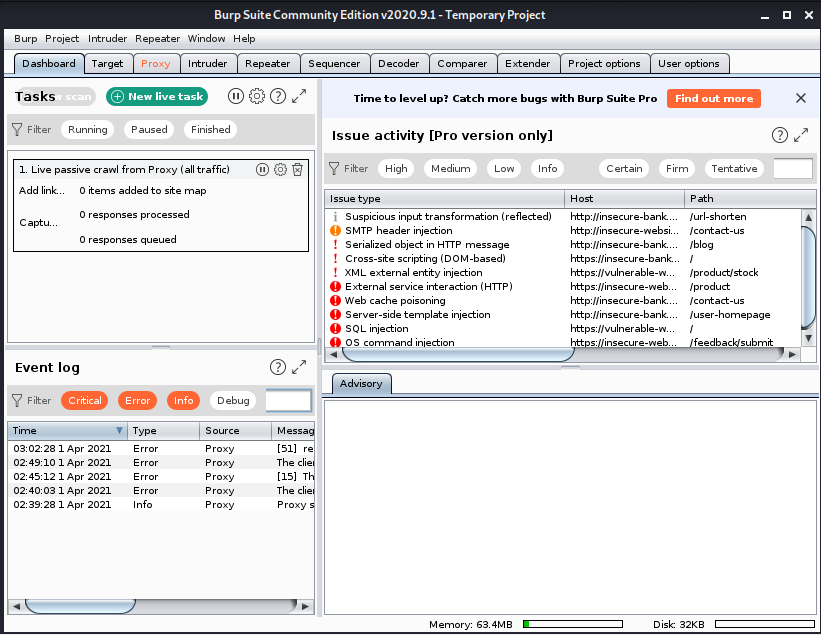 Burp Suite Community Edition v2020.9.1 - Temporary Project
Burp Project Intruder Repeater Window Help
Dashboard Target Proxy Intruder Repeater Sequencer Decoder Comparer Extender Project options User options
Tasks w scan New live task
Filter Running Paused Finished
1. Live passive crawl from Proxy (all traffic)
Add link... 0 items added to site map
0 responses processed
Captu...
0 responses queued
Event log
Filter Critical Error Info Debug
Time Type Source Messag
03:02:28 1 Apr 2021 Error Proxy [51] re
02:49:10 1 Apr 2021 Error Proxy The clie
02:45:12 1 Apr 2021 Error Proxy [15] Th
02:40:03 1 Apr 2021 Error Proxy The clie
02:39:28 1 Apr 2021 Info Proxy Proxy s
Time to level up? Catch more bugs with Burp Suite Pro Find out more
Issue activity [Pro version only]
Filter High Medium Low Info Certain Firm Tentative
Issue type Host Path
Suspicious input transformation (reflected) http://insecure-bank.... /url-shorten
SMTP header injection http://insecure-websi... /contact-us
Serialized object in HTTP message http://insecure-bank.... /blog
Cross-site scripting (DOM-based) https://insecure-bank... /
XML external entity injection https://vulnerable-w... /product/stock
External service interaction (HTTP) https://insecure-web... /product
Web cache poisoning http://insecure-bank.... /contact-us
Server-side template injection http://insecure-bank.... /user-homepage
SQL injection https://vulnerable-w... /
OS command injection https://insecure-web... /feedback/submit
Advisory
Memory: 63.4MB Disk: 32KB